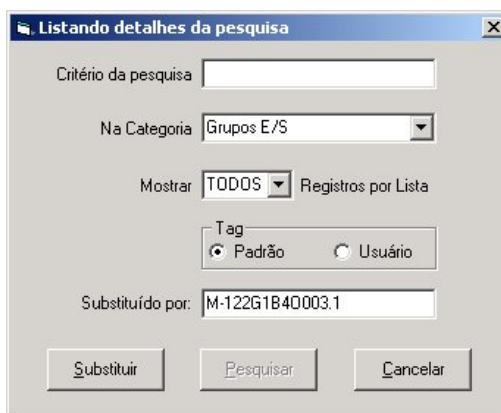 Listando detalhes da pesquisa
Critério da pesquisa
Na Categoria Grupos E/S
Mostrar TODOS Registros por Lista
Tag
Padrão Usuário
Substituído por: M-122G1B4O003.1
Substituir Pesquisar Cancelar